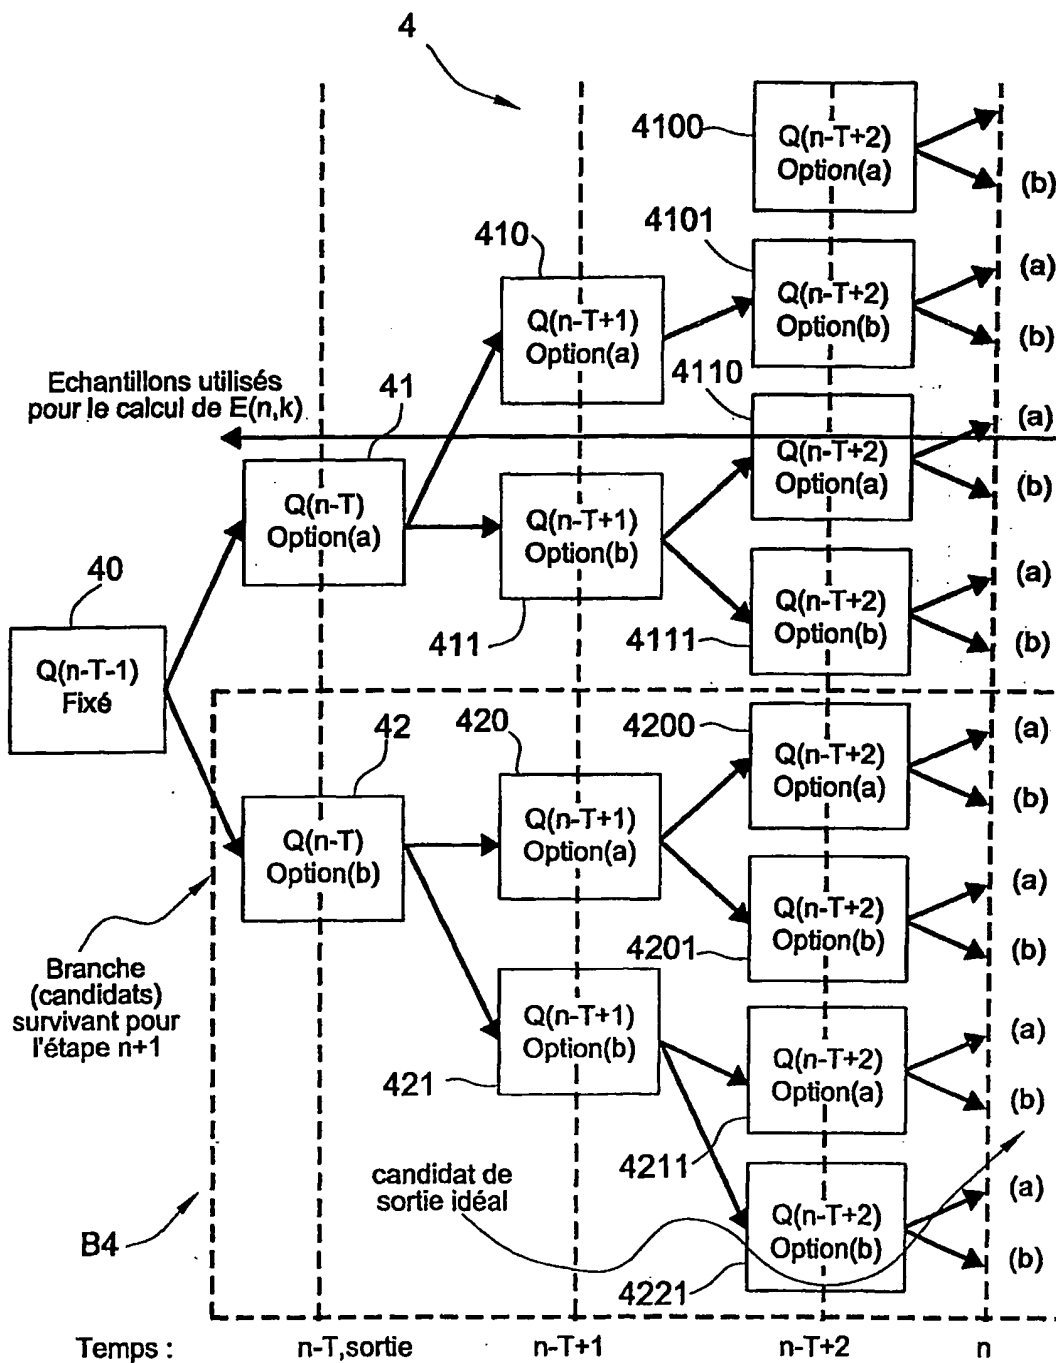 4
4100
Q(n-T+2)
Option(a)
(b)
410
4101
Q(n-T+1)
Option(a)
Q(n-T+2)
Option(b)
(a)
(b)
Echantillons utilisés
pour le calcul de E(n,k)
41
4110
Q(n-T)
Option(a)
Q(n-T+1)
Option(b)
Q(n-T+2)
Option(a)
(a)
(b)
40
411
4111
Q(n-T+2)
Option(b)
(a)
(b)
Q(n-T-1)
Fixé
42
420
4200
Q(n-T+2)
Option(a)
(a)
(b)
Q(n-T)
Option(b)
Q(n-T+1)
Option(a)
4201
Q(n-T+2)
Option(b)
(a)
(b)
Branche
(candidats)
survivant pour
l'étape n+1
Q(n-T+1)
Option(b)
421
4211
Q(n-T+2)
Option(a)
(a)
(b)
candidat de
sortie idéal
B4
4221
Q(n-T+2)
Option(b)
(a)
(b)
Temps : n-T,sortie n-T+1 n-T+2 n